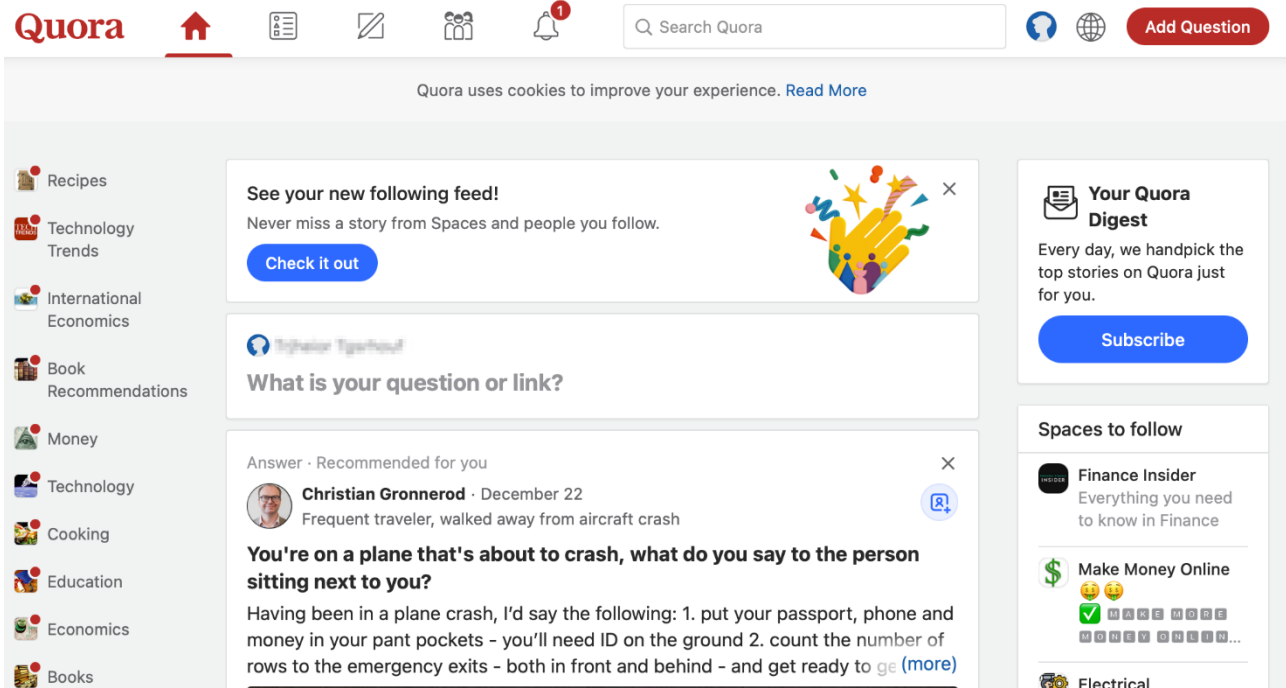 Quora
1
Search Quora
Add Question
Quora uses cookies to improve your experience. Read More
Recipes
Technology
Trends
International
Economics
Book
Recommendations
Money
Technology
Cooking
Education
Economics
Books
See your new following feed!
Never miss a story from Spaces and people you follow.
Check it out
What is your question or link?
Answer · Recommended for you
Christian Gronnerod · December 22
Frequent traveler, walked away from aircraft crash
You're on a plane that's about to crash, what do you say to the person
sitting next to you?
Having been in a plane crash, I’d say the following: 1. put your passport, phone and
money in your pant pockets - you’ll need ID on the ground 2. count the number of
rows to the emergency exits - both in front and behind - and get ready to ge (more)
Your Quora
Digest
Every day, we handpick the
top stories on Quora just
for you.
Subscribe
Spaces to follow
INSIDER
Finance Insider
Everything you need
to know in Finance
Make Money Online
🤑🤑
✅ 🅼🅰🅺🅴 🅼🅾🆁🅴
🅼🅾🅽🅴🆈 🅾🅽🅻🅸🅽...
Electrical